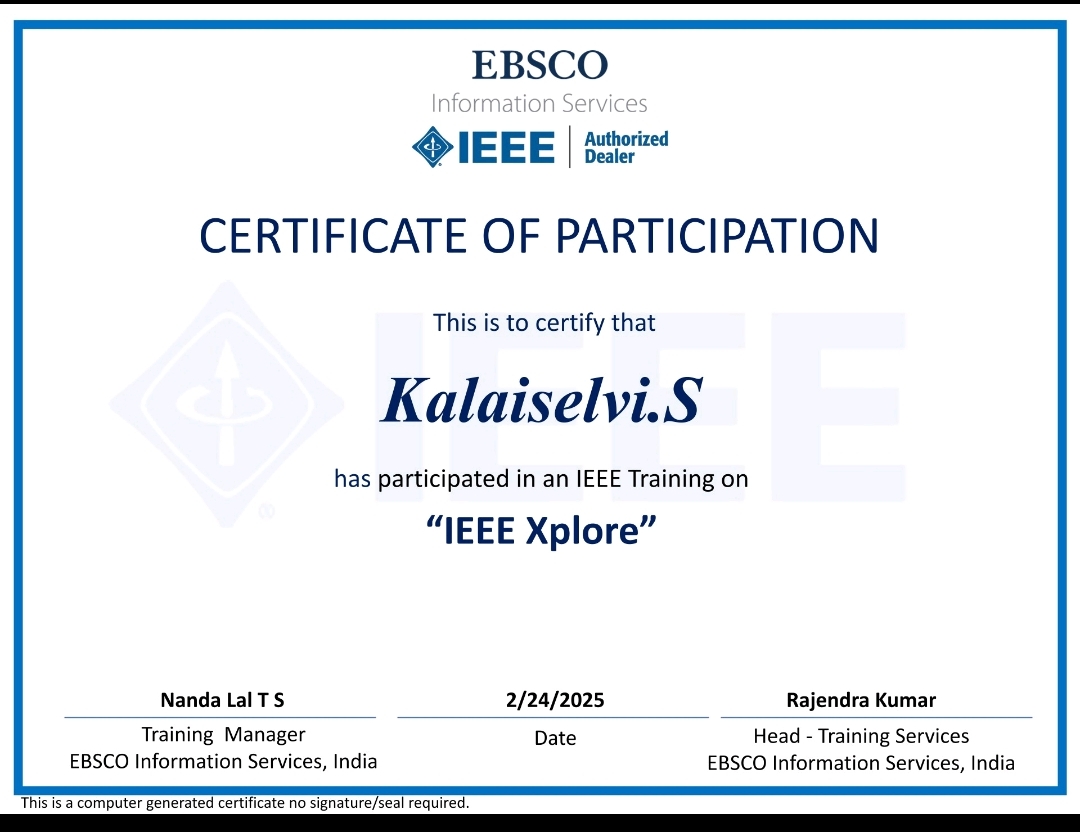 EBSCO
Information Services
IEEE Authorized
Dealer
CERTIFICATE OF PARTICIPATION
IEEE
This is to certify that
Kalaiselvi.S
has participated in an IEEE Training on
®
“IEEE Xplore”
Nanda Lal T S
2/24/2025
Rajendra Kumar
Training Manager
Date
Head - Training Services
EBSCO Information Services, India
EBSCO Information Services, India
This is a computer generated certificate no signature/seal required.